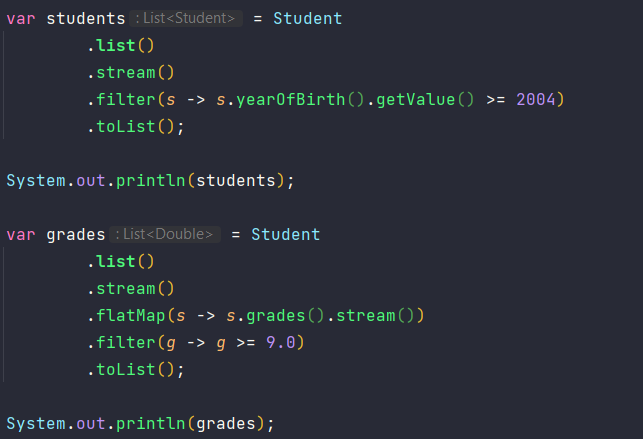 var students : List<Student> = Student
.list()
.stream()
.filter(s -> s.yearOfBirth().getValue() >= 2004)
.toList();
System.out.println(students);
var grades : List<Double> = Student
.list()
.stream()
.flatMap(s -> s.grades().stream())
.filter(g -> g >= 9.0)
.toList();
System.out.println(grades);